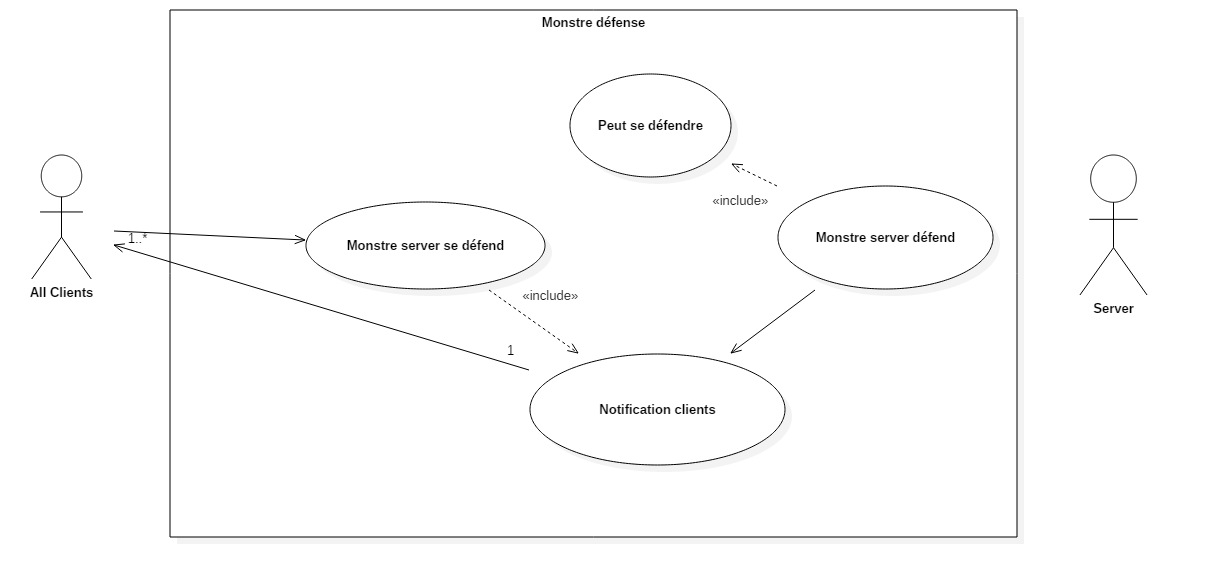 Monstre défense
Peut se défendre
«include»
Monstre server se défend
Monstre server défend
1..*
«include»
All Clients
Server
1
Notification clients